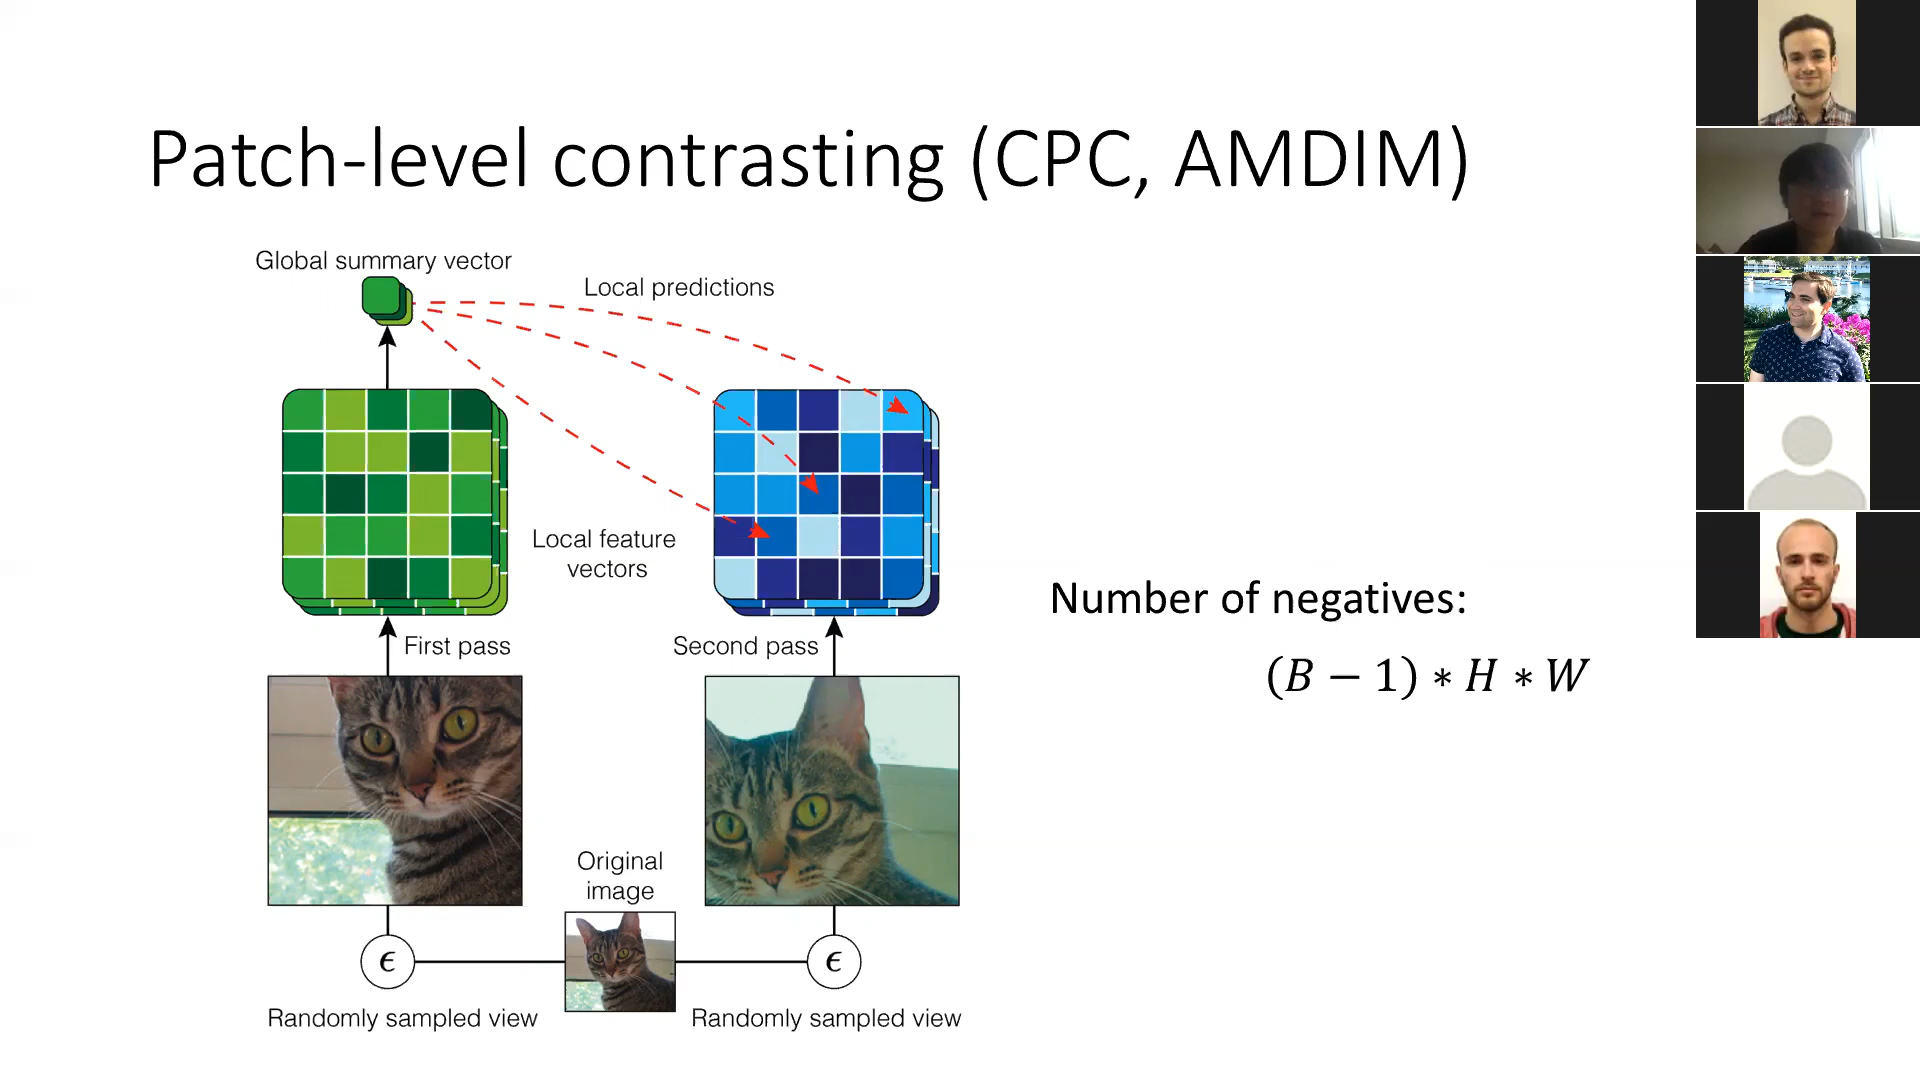 Patch-level contrasting (CPC, AMDIM)
Global summary vector
Local predictions
Local feature
vectors
First pass
Second pass
Number of negatives:
(B − 1) ∗ H ∗ W
Original
image
ϵ
ϵ
Randomly sampled view
Randomly sampled view